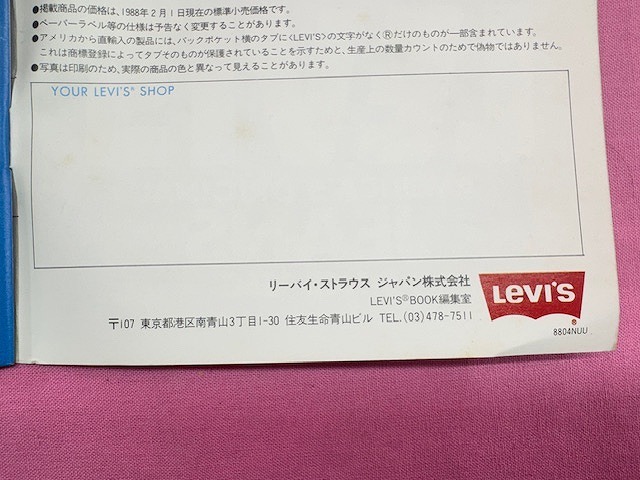 ●掲載商品の価格は、1988年2月1日現在の標準小売価格です。
●ペーパーラベル等の仕様は予告なく変更することがあります。
●アメリカから直輸入の製品には、バックポケット横のタブに〈LEVI'S〉の文字がなく®だけのものが一部含まれています。
これは商標登録によってタブそのものが保護されていることを示すためと、生産上の数量カウントのためで偽物ではありません。
●写真は印刷のため、実際の商品の色と異なって見えることがあります。
YOUR LEVI'S® SHOP
リーバイ・ストラウス ジャパン株式会社
LEVI'S®BOOK編集室
〒107 東京都港区南青山3丁目1-30 住友生命青山ビル TEL.(03)478-7511
LEVI'S
®
8804NUU